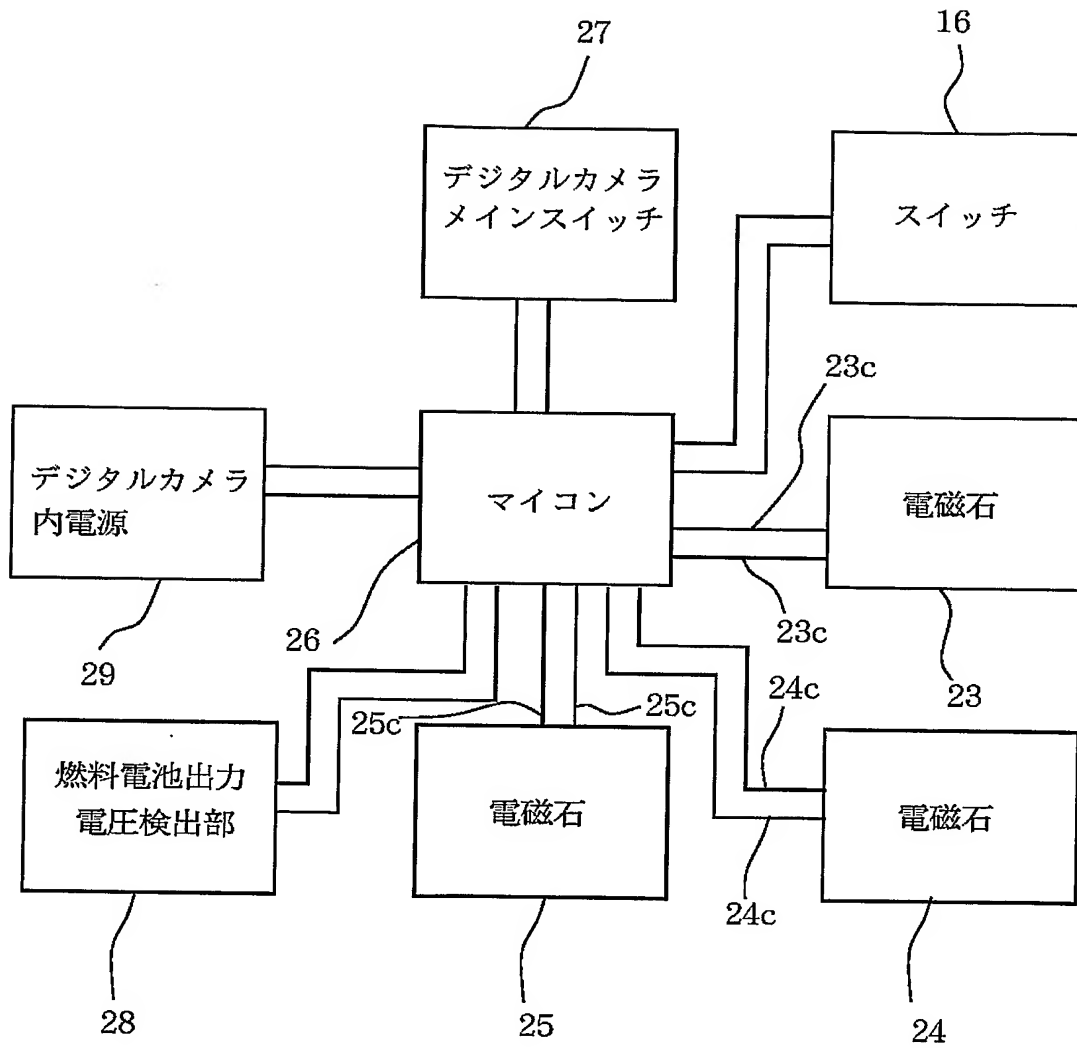 27
16
デジタルカメラ
メインスイッチ
スイッチ
23c
デジタルカメラ
内電源
マイコン
電磁石
29
26
23c
23
25c
25c
24c
燃料電池出力
電圧検出部
電磁石
電磁石
24c
28
25
24